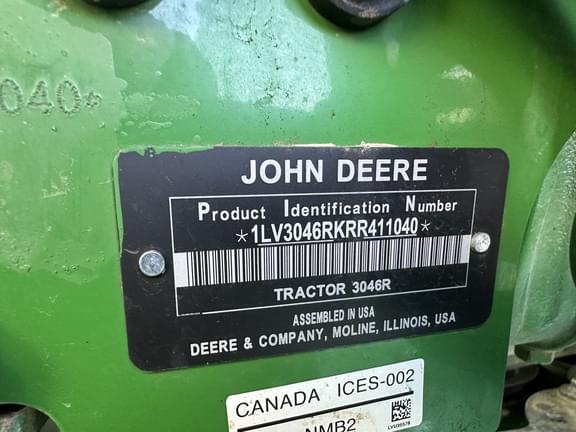 040*
JOHN DEERE
Product Identification Number
*1LV3046RKRR411040*
TRACTOR 3046R
ASSEMBLED IN USA
DEERE & COMPANY, MOLINE, ILLINOIS, USA
CANADA ICES-002
NMB2